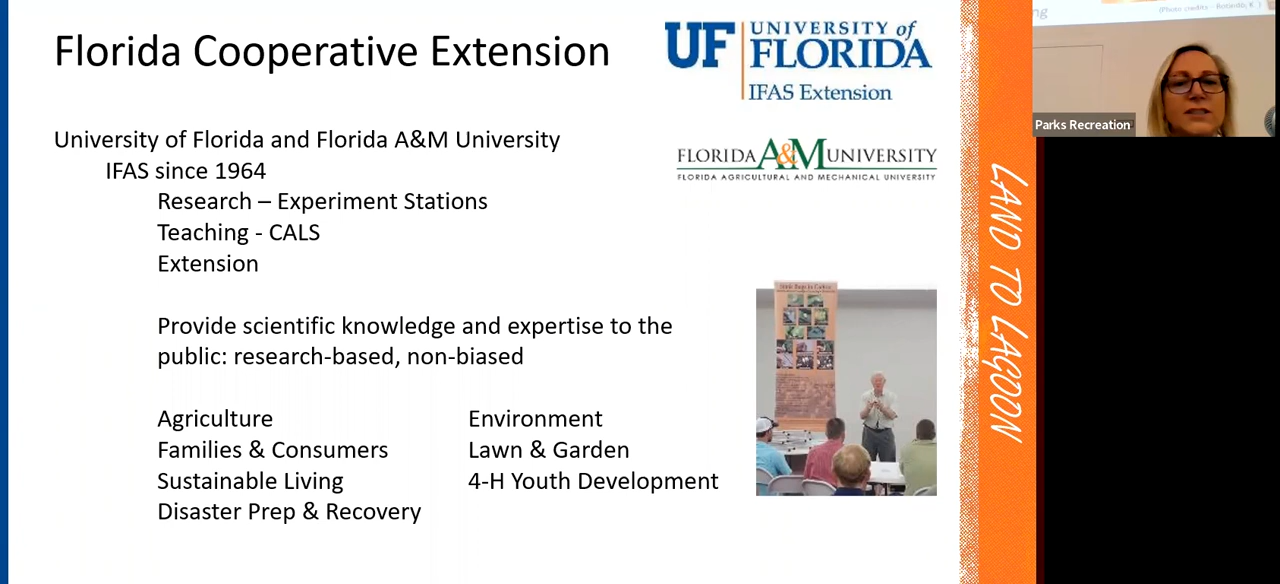 Florida Cooperative Extension
UF UNIVERSITY of FLORIDA
IFAS Extension
FLORIDA A&M UNIVERSITY
FLORIDA AGRICULTURAL AND MECHANICAL UNIVERSITY
University of Florida and Florida A&M University
IFAS since 1964
Research – Experiment Stations
Teaching - CALS
Extension
Provide scientific knowledge and expertise to the
public: research-based, non-biased
Agriculture
Environment
Families & Consumers
Lawn & Garden
Sustainable Living
4-H Youth Development
Disaster Prep & Recovery
LAND TO LAGOON
ng
(Photo credits -
Parks Recreation